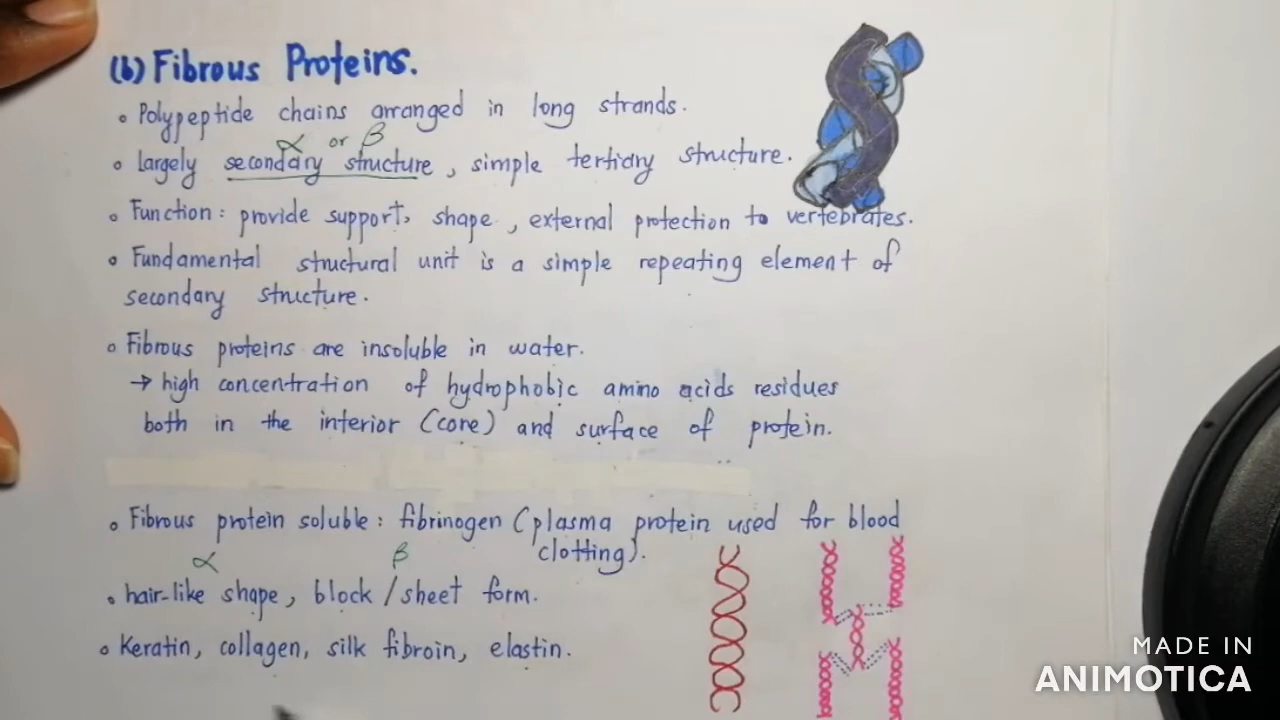 (b) Fibrous Proteins.
• Polypeptide chains arranged in long strands.
α or β
• Largely secondary structure, simple tertiary structure.
• Function: provide support, shape, external protection to vertebrates.
• Fundamental structural unit is a simple repeating element of
secondary structure.
• Fibrous proteins are insoluble in water.
→ high concentration of hydrophobic amino acids residues
both in the interior (core) and surface of protein.
• Fibrous protein soluble: fibrinogen (plasma protein used for blood
clotting).
α β
• hair-like shape, block / sheet form.
• Keratin, collagen, silk fibroin, elastin.
MADE IN
ANIMOTICA